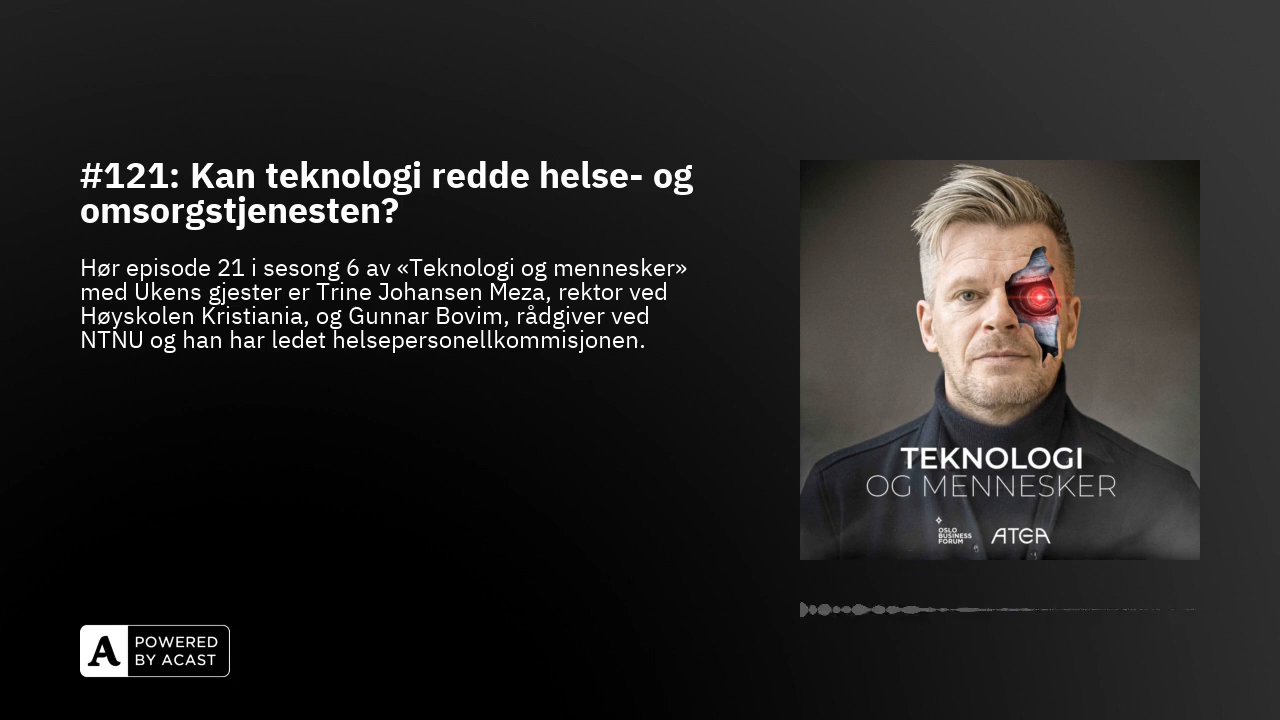 #121: Kan teknologi redde helse- og
omsorgstjenesten?
Hør episode 21 i sesong 6 av «Teknologi og mennesker»
med Ukens gjester er Trine Johansen Meza, rektor ved
Høyskolen Kristiania, og Gunnar Bovim, rådgiver ved
NTNU og han har ledet helsepersonellkommisjonen.
TEKNOLOGI
OG MENNESKER
OSLO
BUSINESS
FORUM
ATEA
A
POWERED
BY ACAST